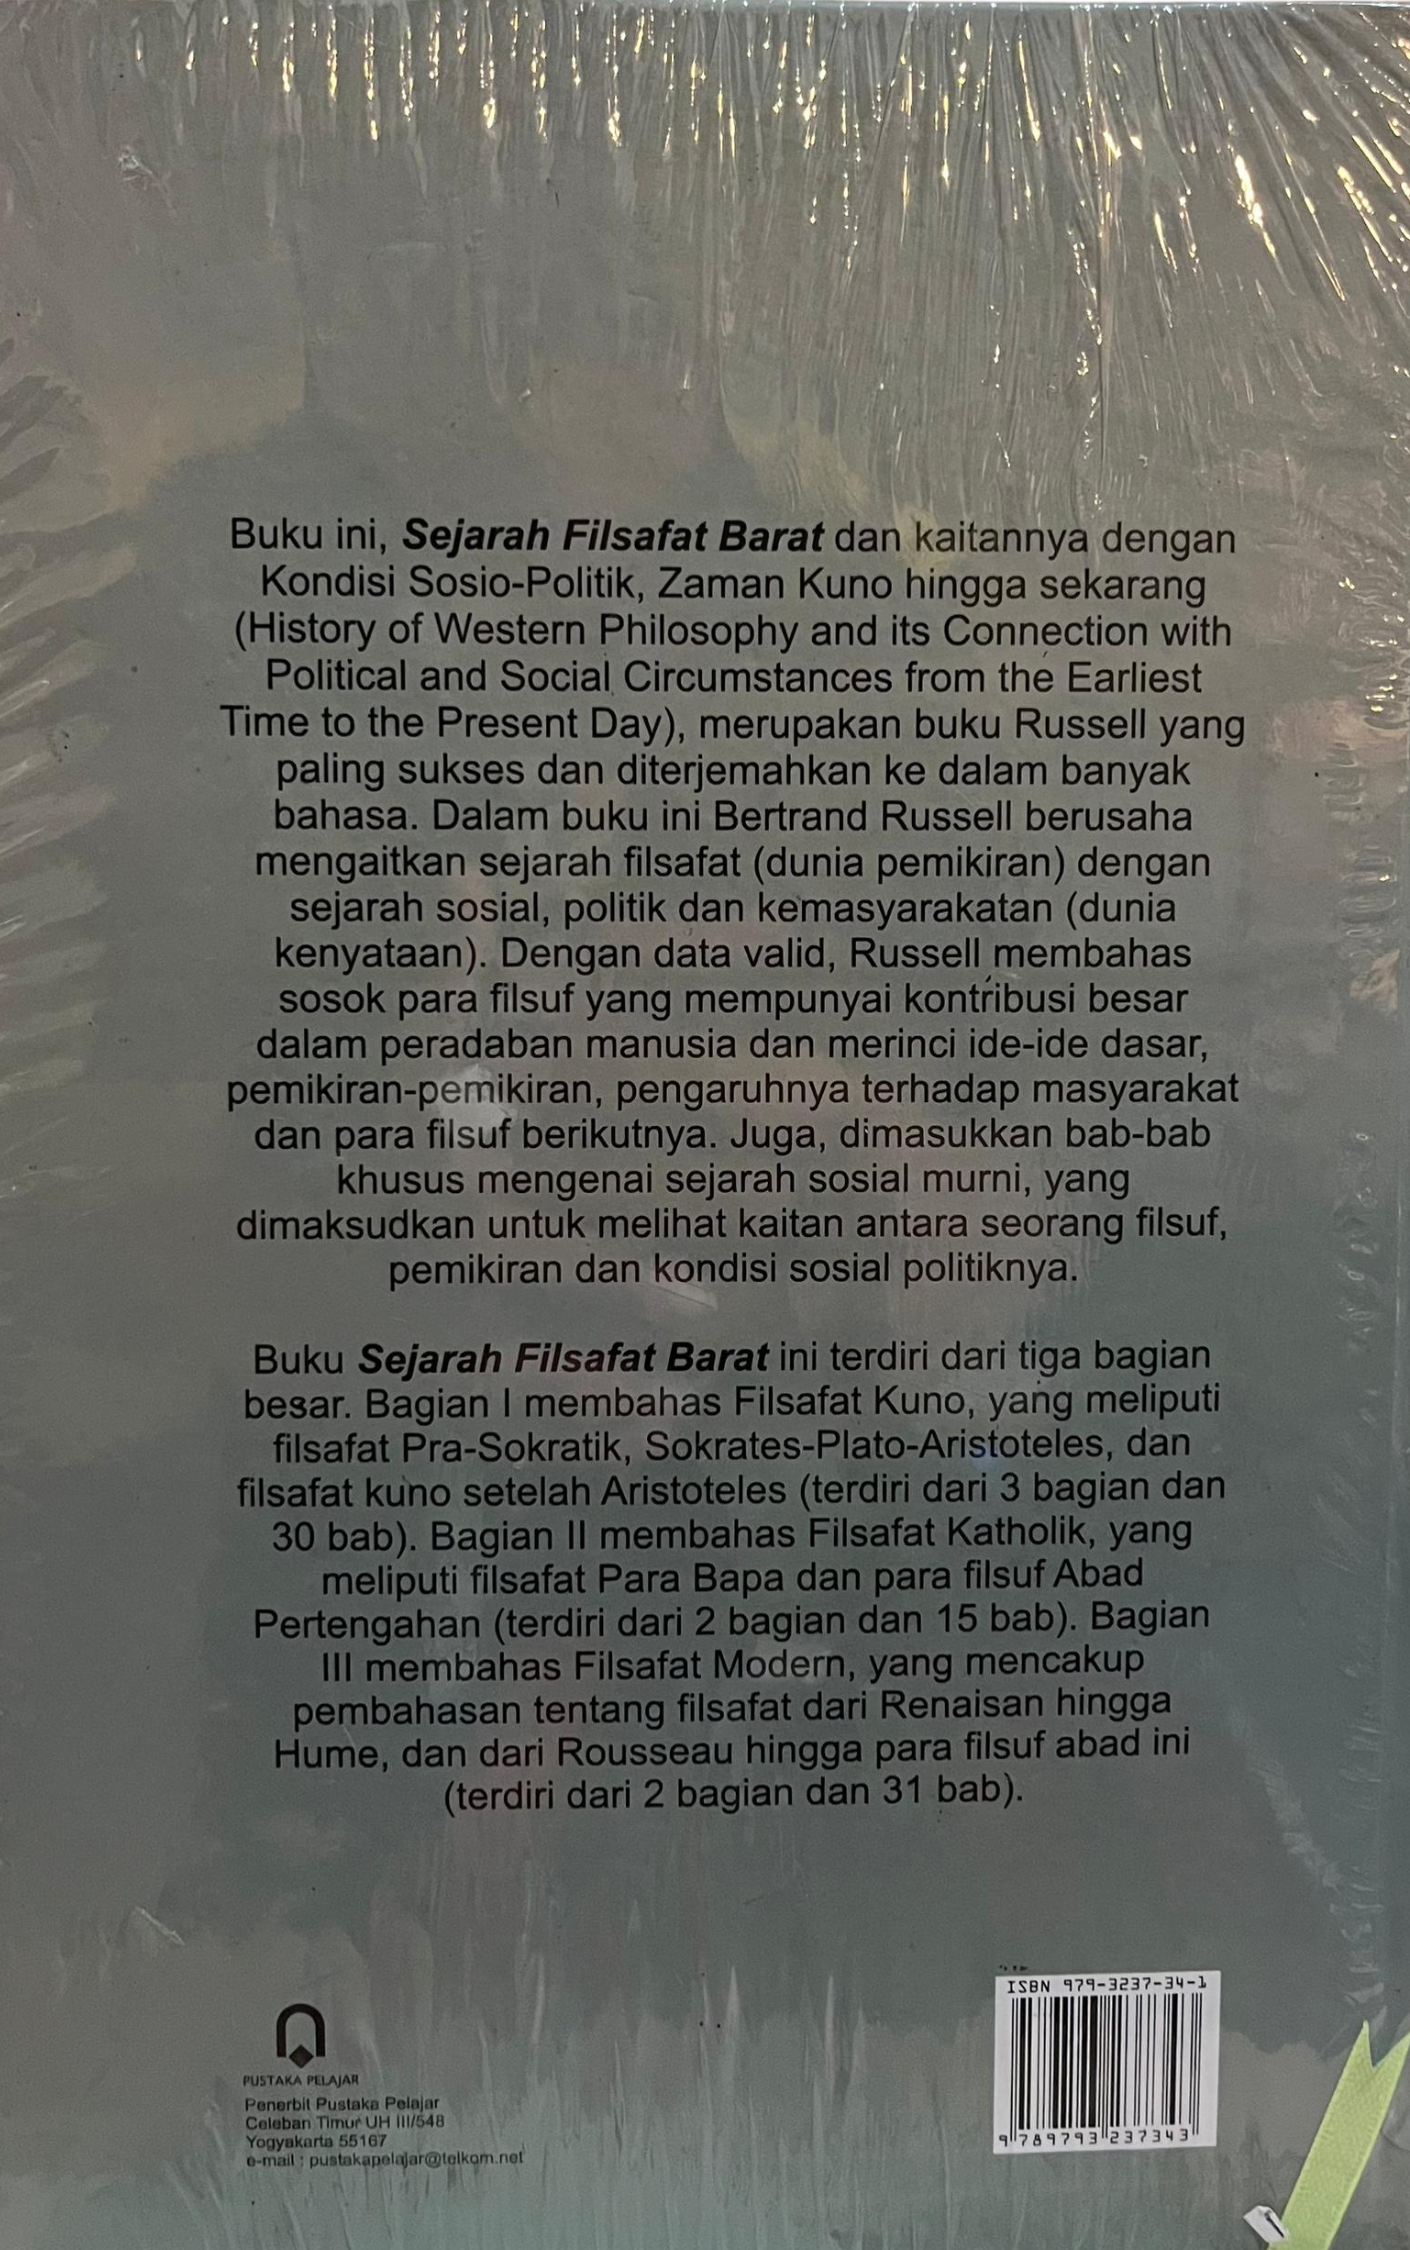 Buku ini, Sejarah Filsafat Barat dan kaitannya dengan
Kondisi Sosio-Politik, Zaman Kuno hingga sekarang
(History of Western Philosophy and its Connection with
Political and Social Circumstances from the Earliest
Time to the Present Day), merupakan buku Russell yang
paling sukses dan diterjemahkan ke dalam banyak
bahasa. Dalam buku ini Bertrand Russell berusaha
mengaitkan sejarah filsafat (dunia pemikiran) dengan
sejarah sosial, politik dan kemasyarakatan (dunia
kenyataan). Dengan data valid, Russell membahas
sosok para filsuf yang mempunyai kontribusi besar
dalam peradaban manusia dan merinci ide-ide dasar,
pemikiran-pemikiran, pengaruhnya terhadap masyarakat
dan para filsuf berikutnya. Juga, dimasukkan bab-bab
khusus mengenai sejarah sosial murni, yang
dimaksudkan untuk melihat kaitan antara seorang filsuf,
pemikiran dan kondisi sosial politiknya.
Buku Sejarah Filsafat Barat ini terdiri dari tiga bagian
besar. Bagian I membahas Filsafat Kuno, yang meliputi
filsafat Pra-Sokratik, Sokrates-Plato-Aristoteles, dan
filsafat kuno setelah Aristoteles (terdiri dari 3 bagian dan
30 bab). Bagian II membahas Filsafat Katholik, yang
meliputi filsafat Para Bapa dan para filsuf Abad
Pertengahan (terdiri dari 2 bagian dan 15 bab). Bagian
III membahas Filsafat Modern, yang mencakup
pembahasan tentang filsafat dari Renaisan hingga
Hume, dan dari Rousseau hingga para filsuf abad ini
(terdiri dari 2 bagian dan 31 bab).
PUSTAKA PELAJAR
Penerbit Pustaka Pelajar
Celeban Timur UH III/548
Yogyakarta 55167
e-mail : pustakapelajar@telkom.net
ISBN 979-3237-34-1
9 789793 237343